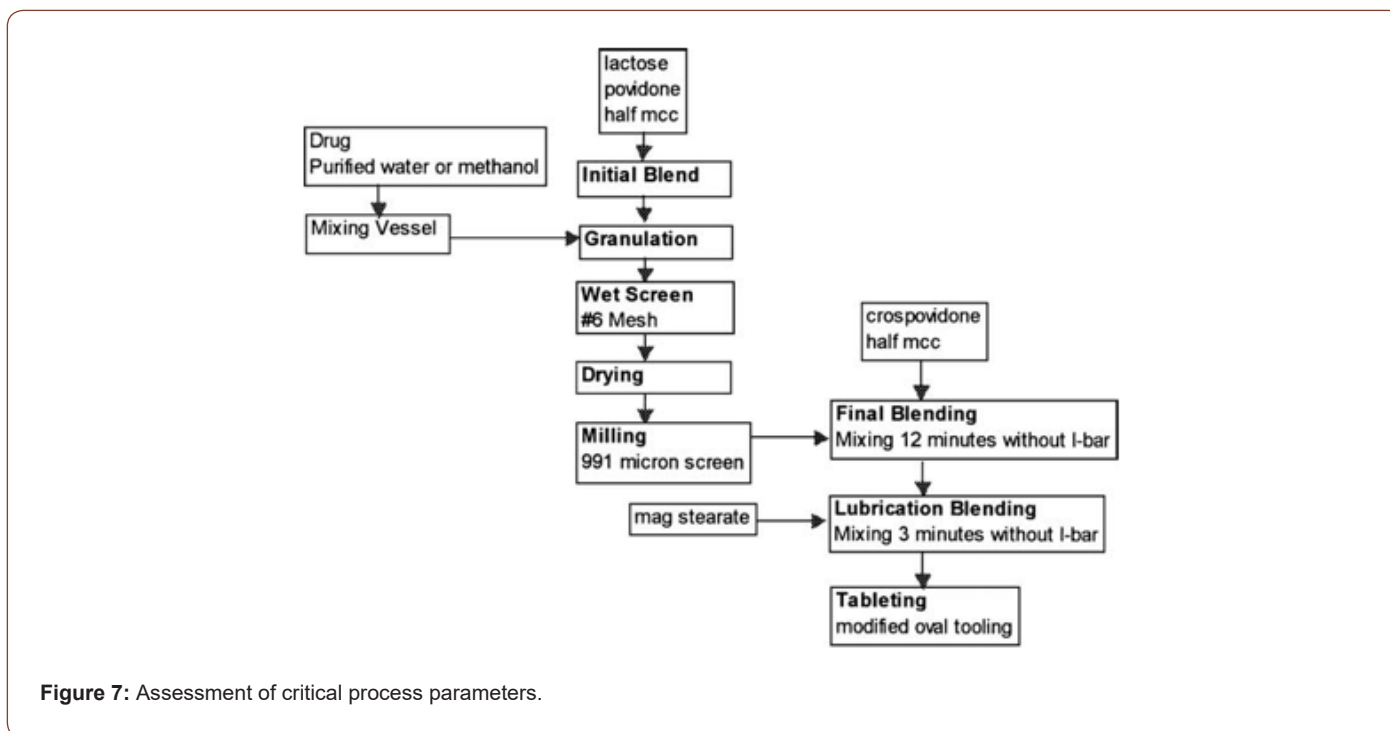 lactose
povidone
half mcc
Drug
Purified water or methanol
Initial Blend
Mixing Vessel
Granulation
Wet Screen
#6 Mesh
Drying
Milling
991 micron screen
crospovidone
half mcc
Final Blending
Mixing 12 minutes without I-bar
mag stearate
Lubrication Blending
Mixing 3 minutes without I-bar
Tableting
modified oval tooling
Figure 7: Assessment of critical process parameters.